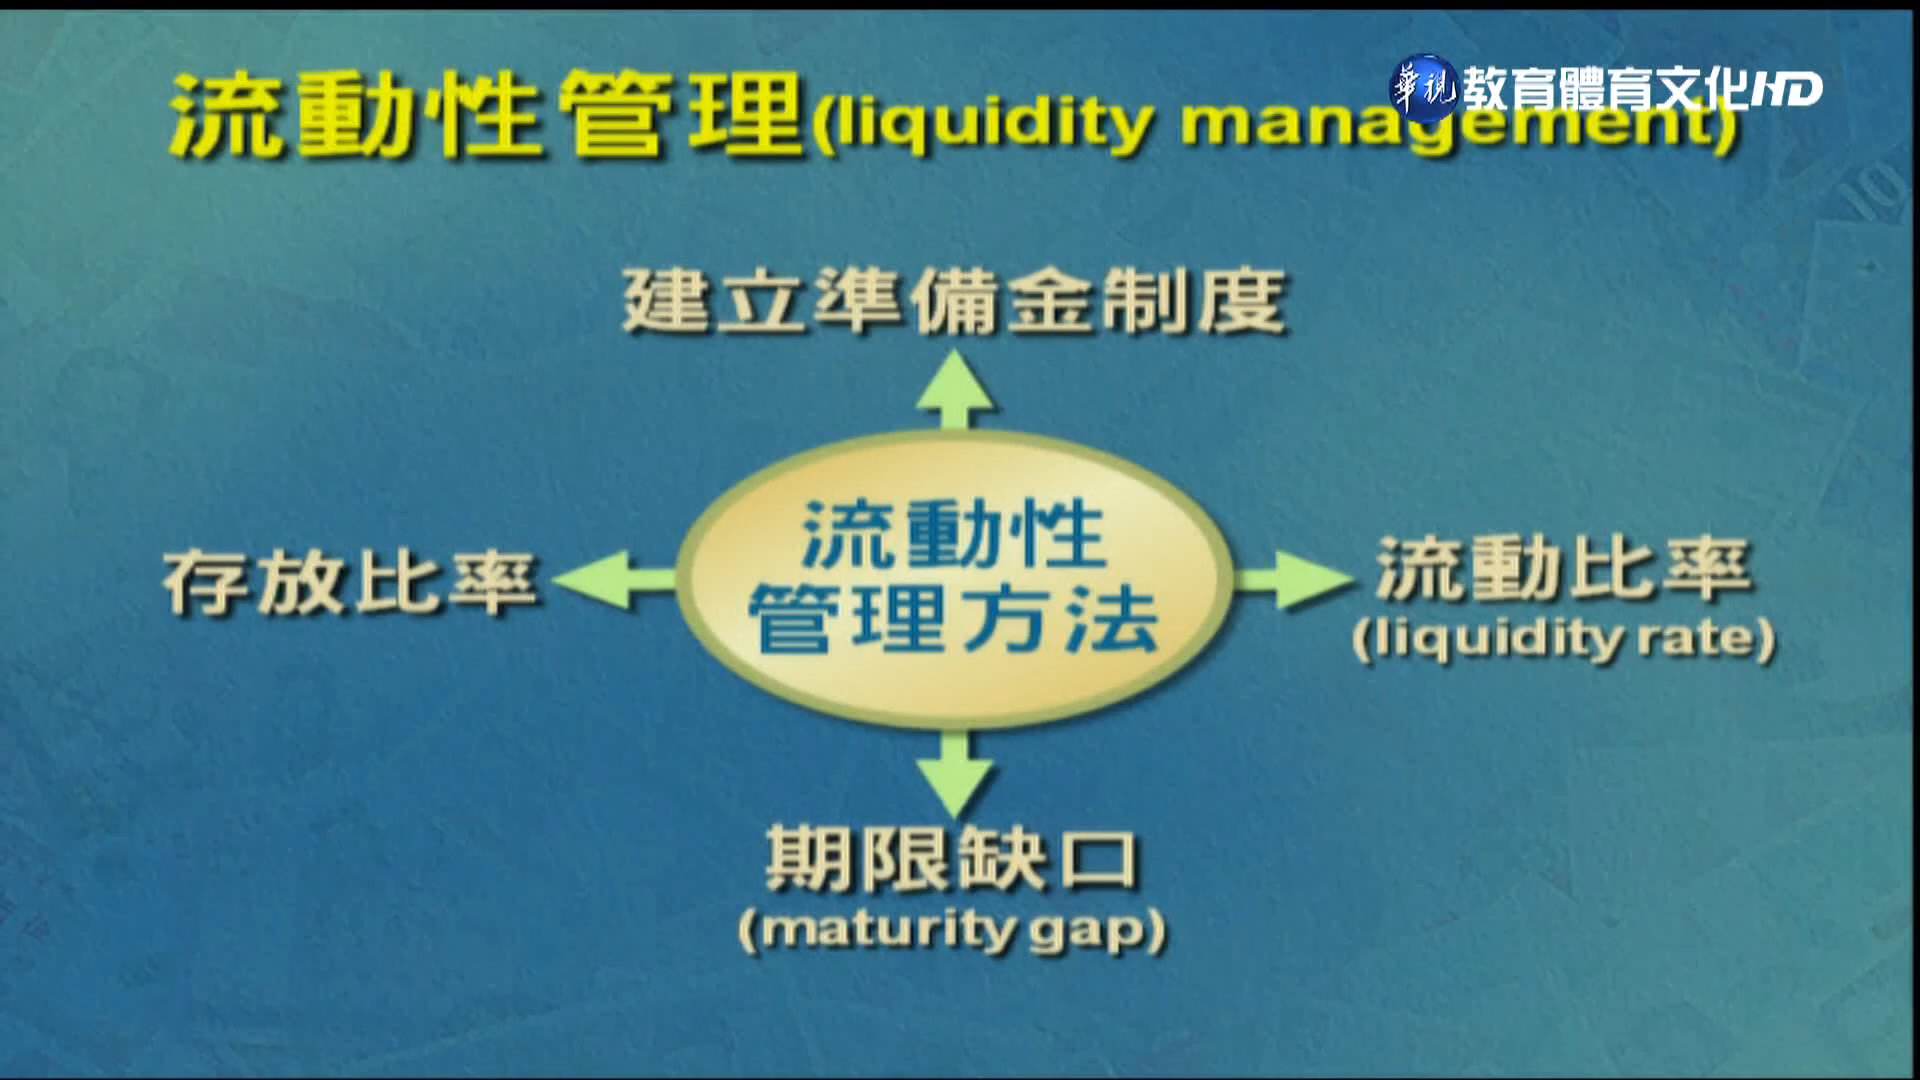 華視 教育體育文化HD
流動性管理(liquidity management)
建立準備金制度
存放比率
流動性
管理方法
流動比率
(liquidity rate)
期限缺口
(maturity gap)